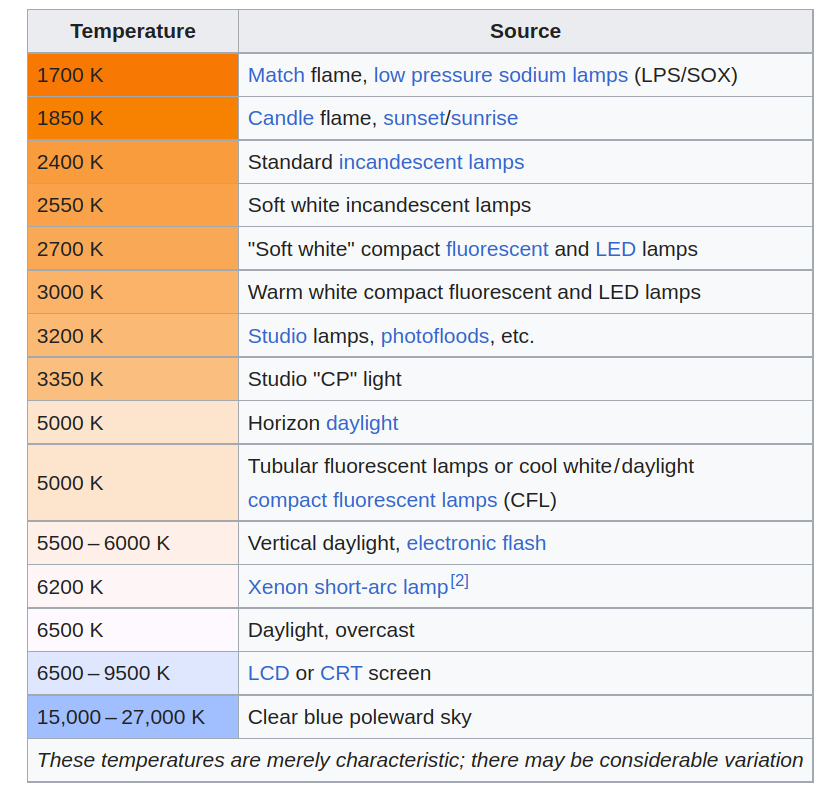 Temperature Source
1700 K Match flame, low pressure sodium lamps (LPS/SOX)
1850 K Candle flame, sunset/sunrise
2400 K Standard incandescent lamps
2550 K Soft white incandescent lamps
2700 K "Soft white" compact fluorescent and LED lamps
3000 K Warm white compact fluorescent and LED lamps
3200 K Studio lamps, photofloods, etc.
3350 K Studio "CP" light
5000 K Horizon daylight
5000 K Tubular fluorescent lamps or cool white/daylight
compact fluorescent lamps (CFL)
5500 – 6000 K Vertical daylight, electronic flash
6200 K Xenon short-arc lamp[2]
6500 K Daylight, overcast
6500 – 9500 K LCD or CRT screen
15,000 – 27,000 K Clear blue poleward sky
These temperatures are merely characteristic; there may be considerable variation